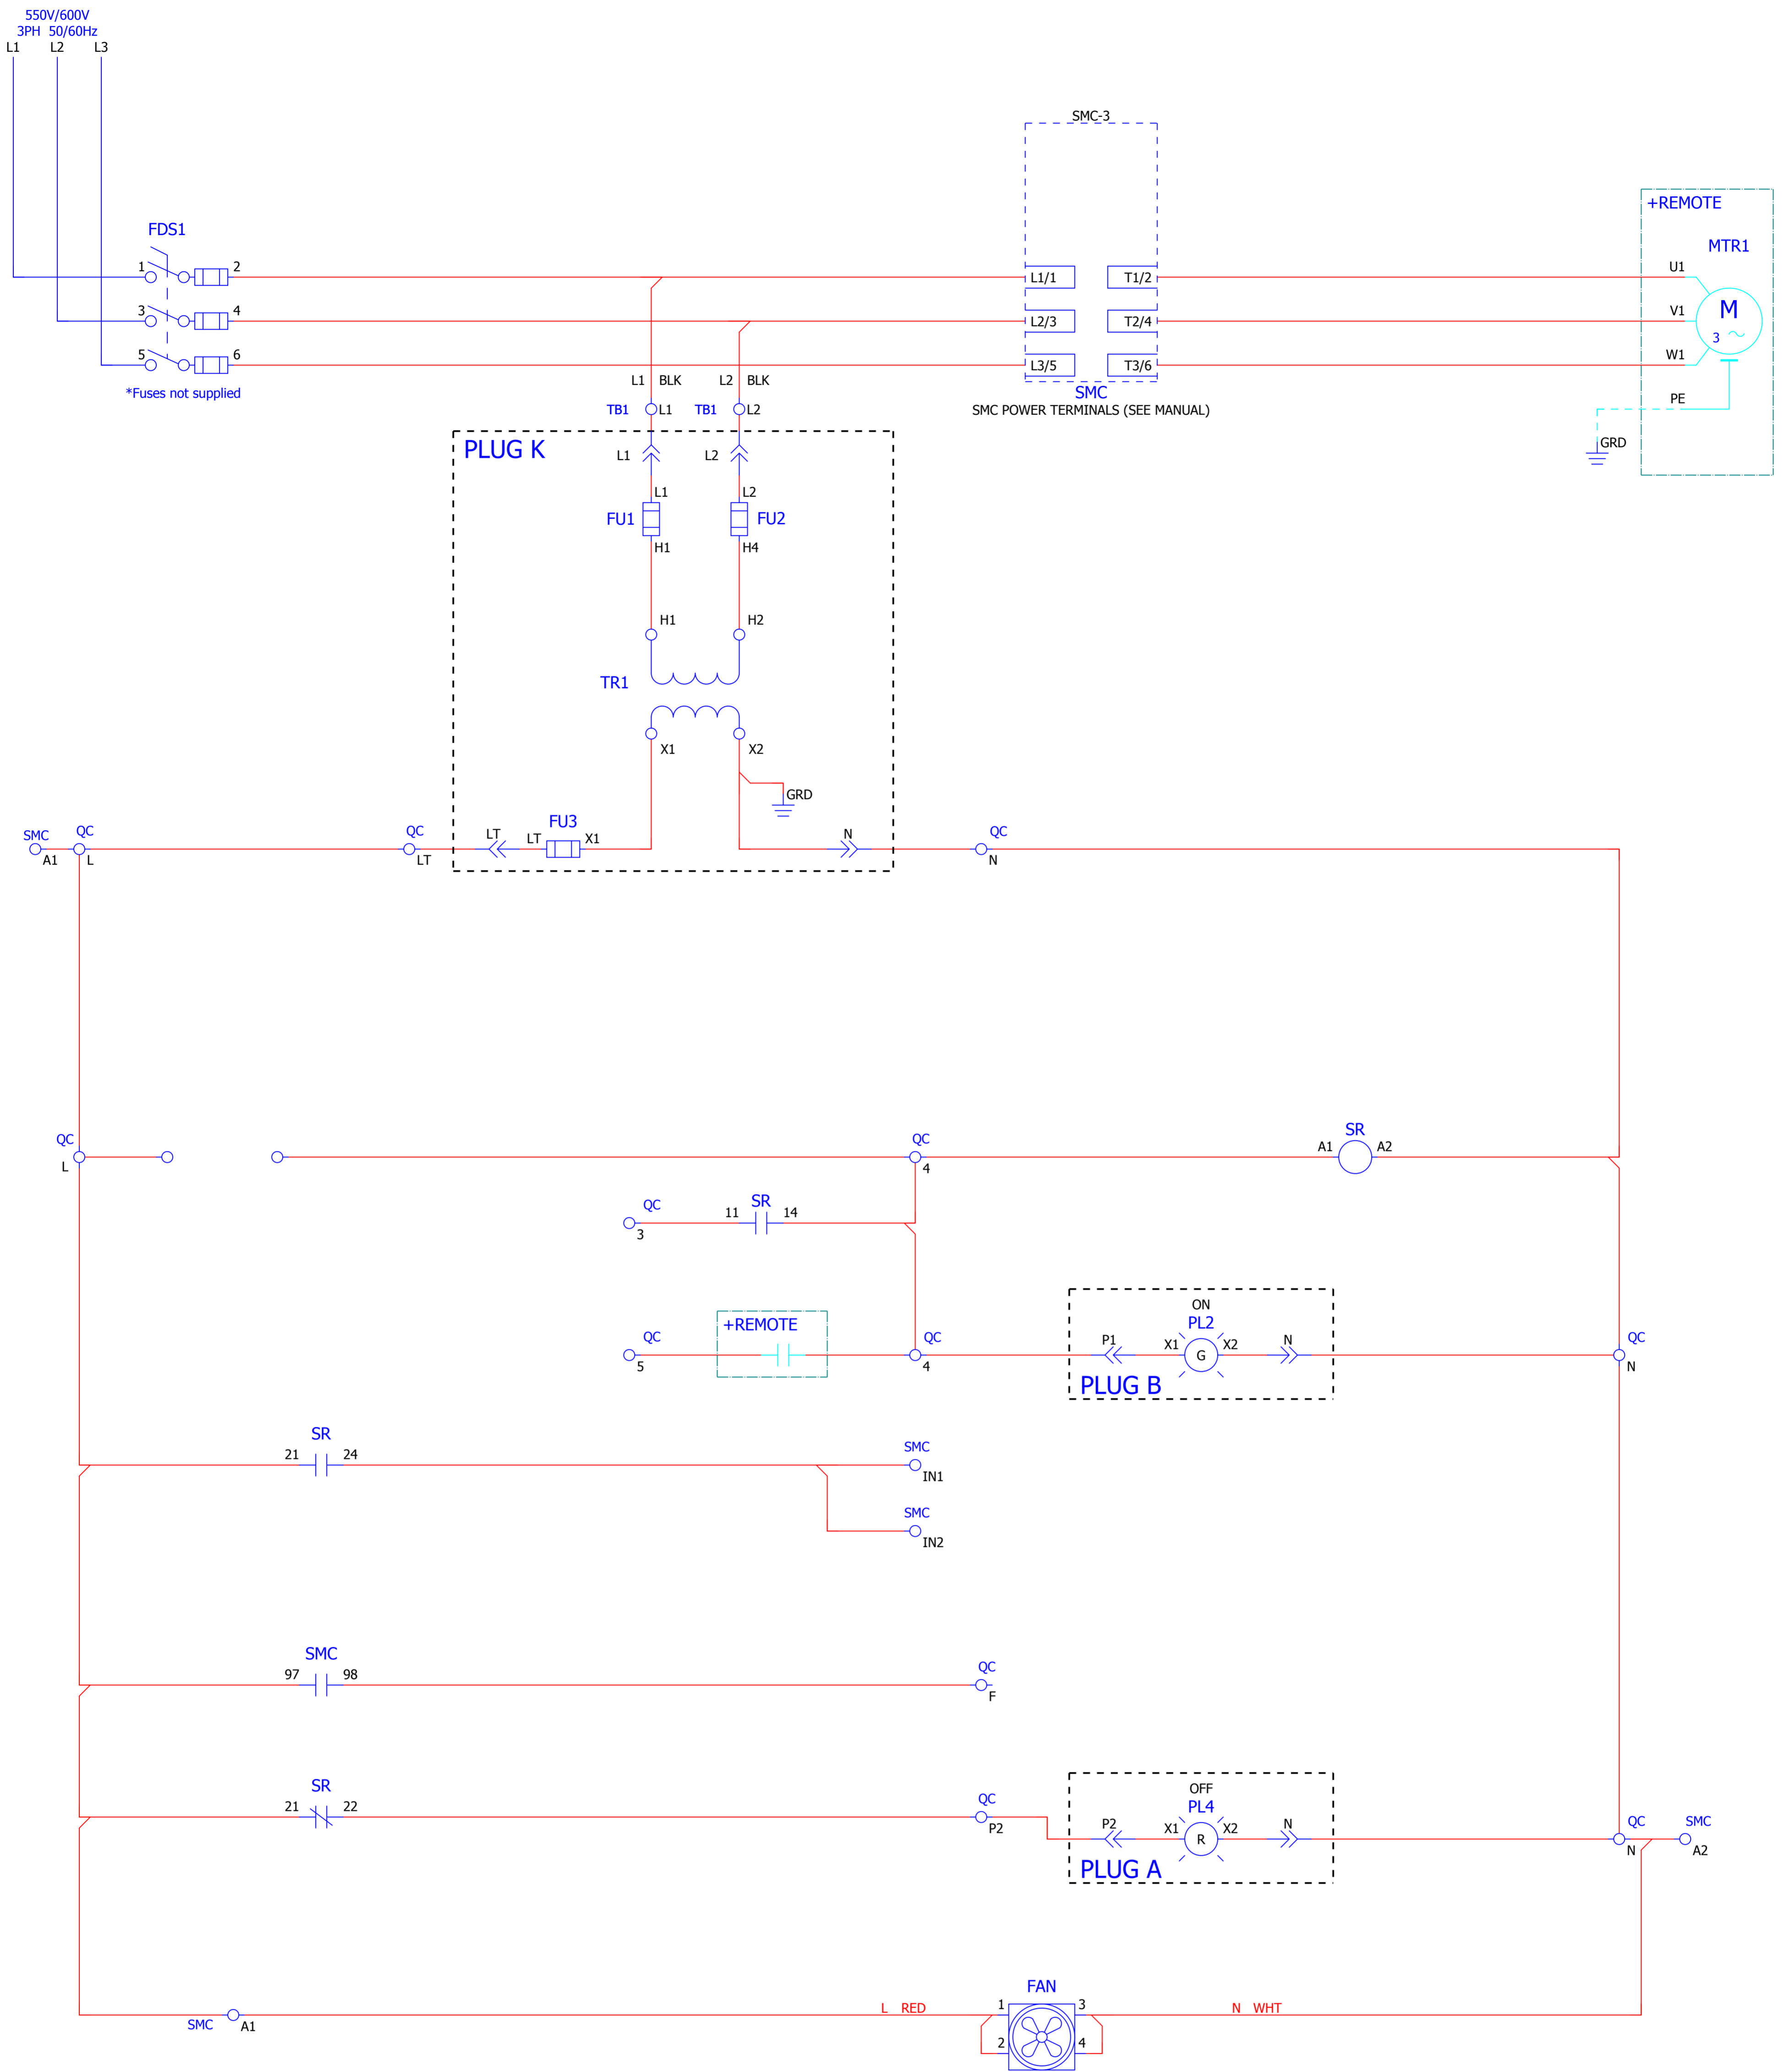 550V/600V
3PH 50/60Hz
L1 L2 L3
SMC-3
+REMOTE
MTR1
FDS1
1 2
L1/1 T1/2
U1
3 4
L2/3 T2/4
V1
M
3
5 6
L3/5 T3/6
W1
*Fuses not supplied
L1 BLK L2 BLK
SMC
SMC POWER TERMINALS (SEE MANUAL)
PE
GRD
TB1 L1 TB1 L2
PLUG K
L1 L2
L1 L2
FU1 FU2
H1 H4
H1 H2
TR1
X1 X2
GRD
SMC QC QC
A1 L LT
LT LT FU3 X1
N
QC
N
QC
L
QC
4
SR
A1 A2
QC
3
SR
11 14
+REMOTE
QC
5
QC
4
ON
PL2
P1 X1 G X2 N
PLUG B
QC
N
SR
21 24
SMC
IN1
SMC
IN2
SMC
97 98
QC
F
SR
21 22
QC
P2
OFF
PL4
P2 X1 R X2 N
PLUG A
QC SMC
N A2
FAN
L RED 1 3 N WHT
SMC A1
2 4